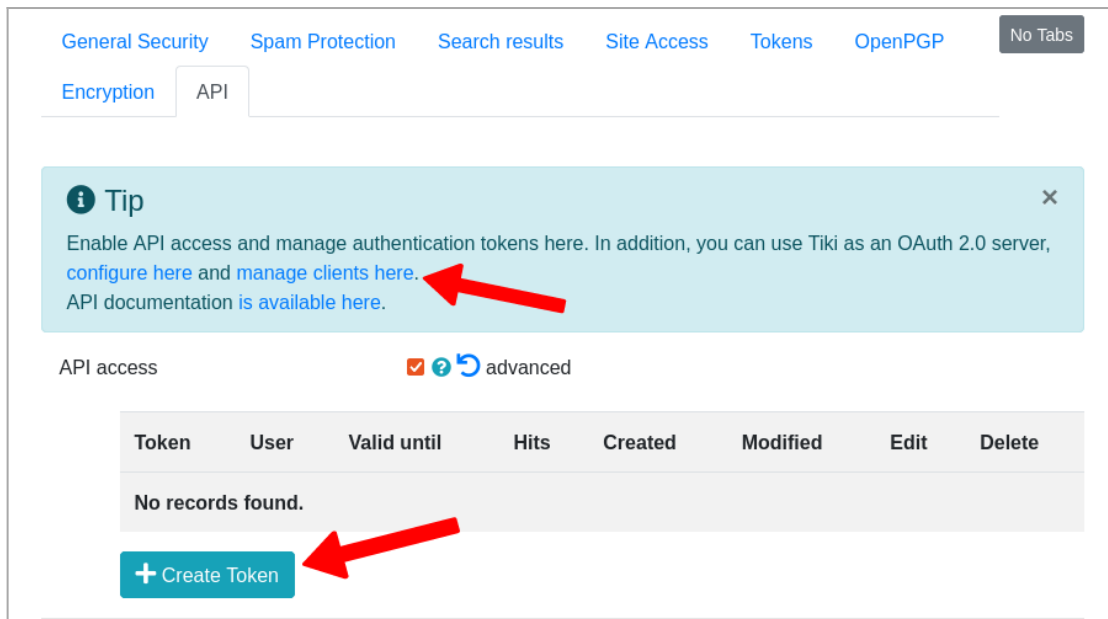 General Security Spam Protection Search results Site Access Tokens OpenPGP No Tabs
Encryption API
Tip ×
Enable API access and manage authentication tokens here. In addition, you can use Tiki as an OAuth 2.0 server,
configure here and manage clients here.
API documentation is available here.
API access advanced
Token User Valid until Hits Created Modified Edit Delete
No records found.
Create Token